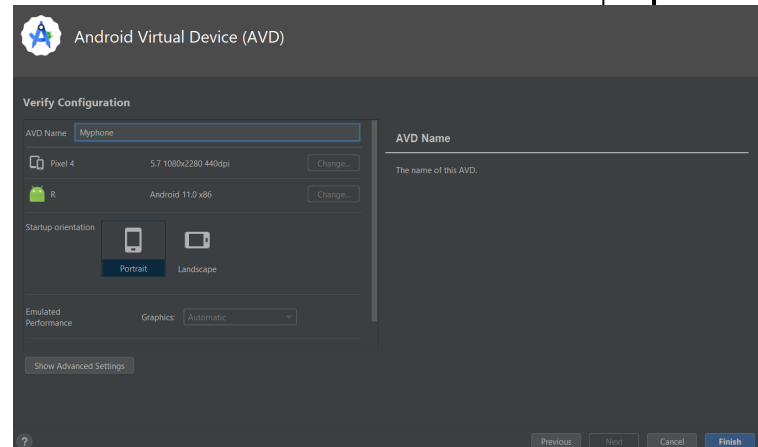 Android Virtual Device (AVD)
Verify Configuration
AVD Name Myphone
Pixel 4 5.7 1080x2280 440dpi Change...
R Android 11.0 x86 Change...
Startup orientation
Portrait Landscape
Emulated
Performance Graphics: Automatic
Show Advanced Settings
AVD Name
The name of this AVD.
? Previous Next Cancel Finish